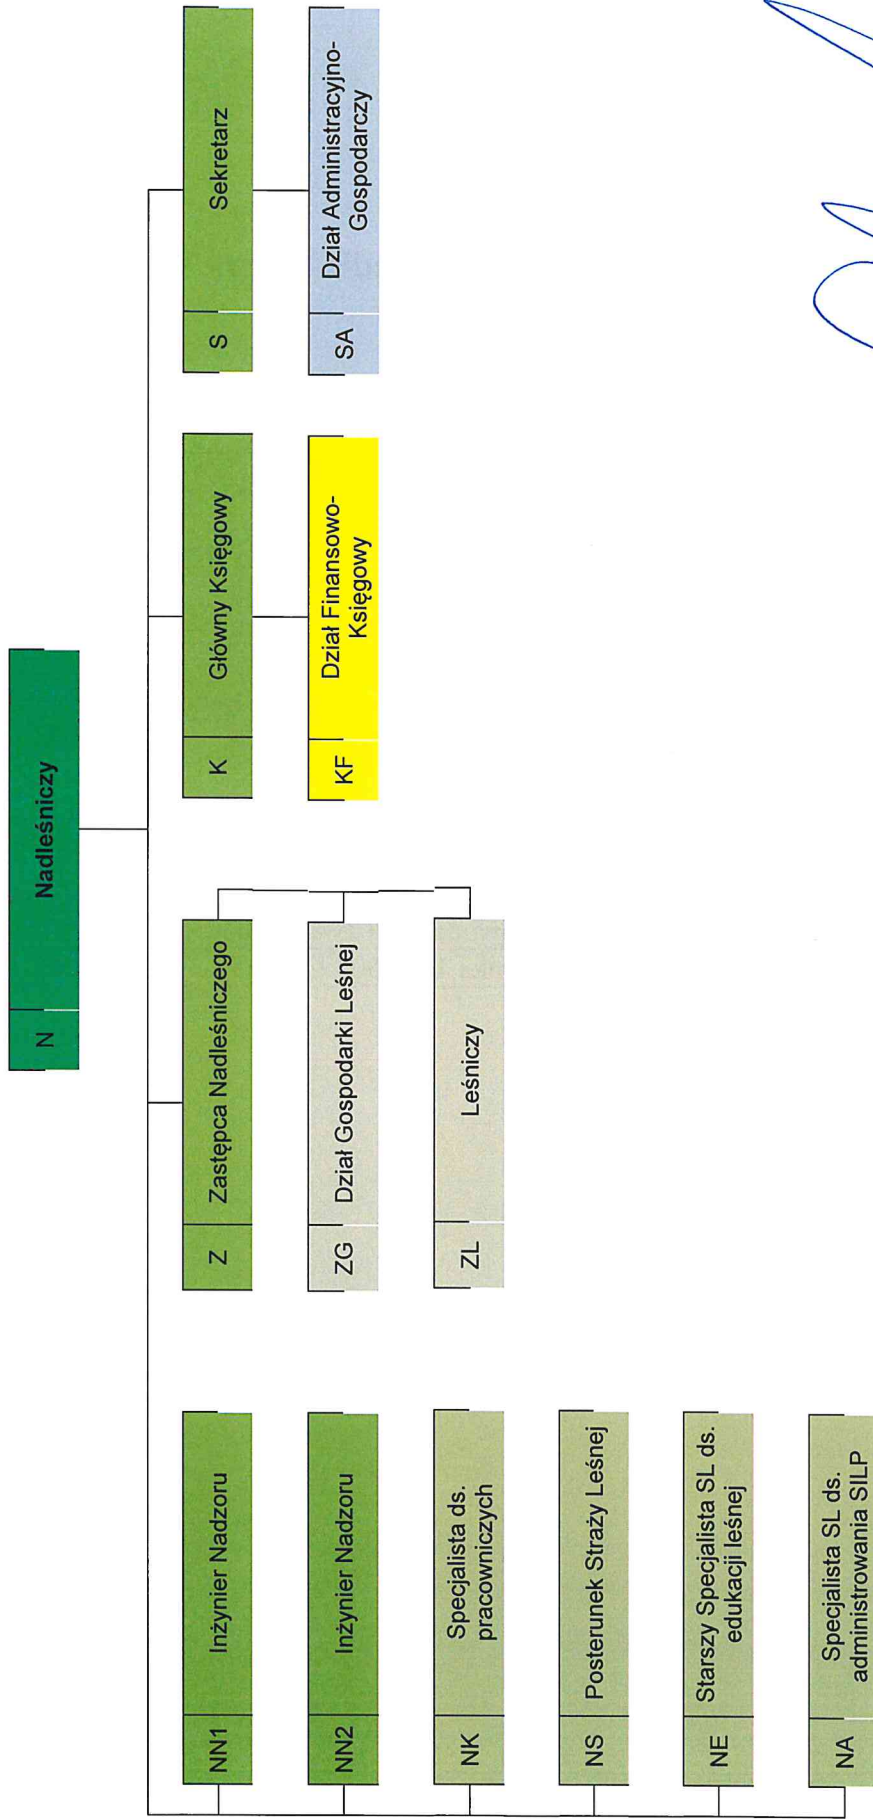 N
Nadleśniczy
NN1
Inżynier Nadzoru
NN2
Inżynier Nadzoru
NK
Specjalista ds.
pracowniczych
NS
Posterunek Straży Leśnej
NE
Starszy Specjalista SL ds.
edukacji leśnej
NA
Specjalista SL ds.
administrowania SILP
Z
Zastępca Nadleśniczego
ZG
Dział Gospodarki Leśnej
ZL
Leśniczy
K
Główny Księgowy
KF
Dział Finansowo-
Księgowy
S
Sekretarz
SA
Dział Administracyjno-
Gospodarczy